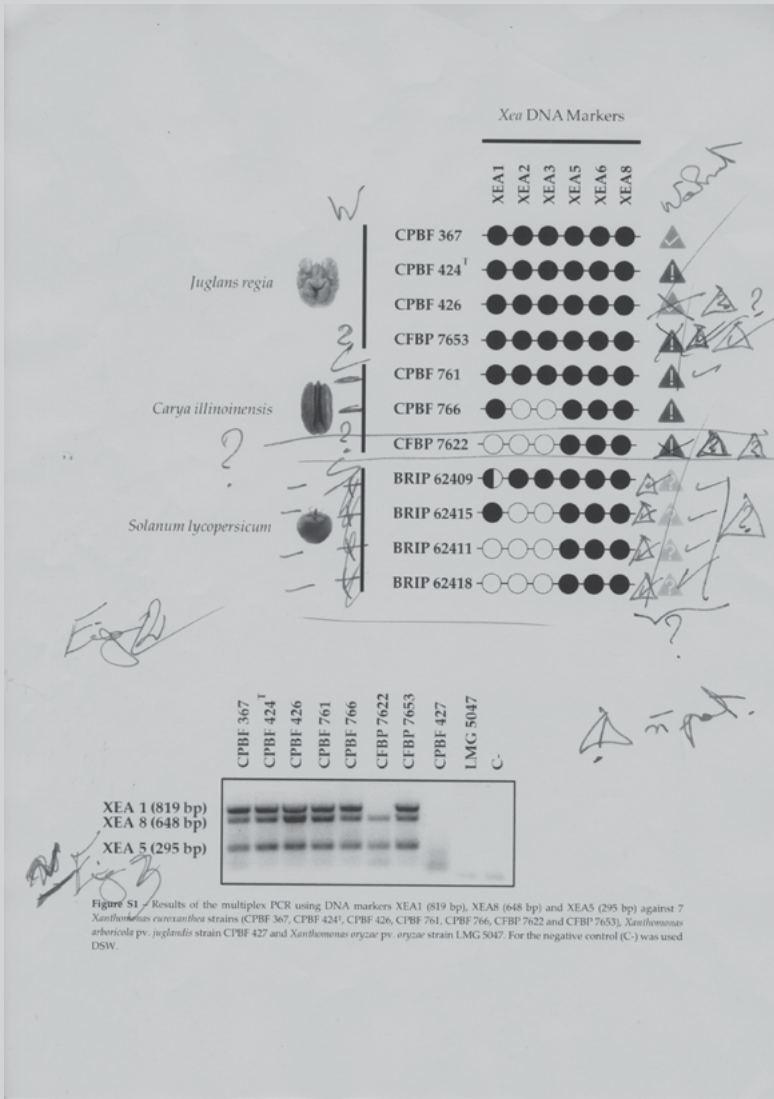 Xea DNA Markers
XEA1 XEA2 XEA3 XEA5 XEA6 XEA8
W
Walnut
CPBF 367
Juglans regia
CPBF 424T
CPBF 426
?
CFBP 7653
?
CPBF 761
Carya illinoinensis
CPBF 766
?
CFBP 7622
?
BRIP 62409
BRIP 62415
Solanum lycopersicum
BRIP 62411
BRIP 62418
?
Fig 2
CPBF 367 CPBF 424T CPBF 426 CPBF 761 CPBF 766 CFBP 7622 CFBP 7653 CPBF 427 LMG 5047 C-
XEA 1 (819 bp)
XEA 8 (648 bp)
XEA 5 (295 bp)
Fig 3
Figure S1 – Results of the multiplex PCR using DNA markers XEA1 (819 bp), XEA8 (648 bp) and XEA5 (295 bp) against 7
Xanthomonas euroxanthea strains (CPBF 367, CPBF 424T, CPBF 426, CPBF 761, CPBF 766, CFBP 7622 and CFBP 7653), Xanthomonas
arboricola pv. juglandis strain CPBF 427 and Xanthomonas oryzae pv. oryzae strain LMG 5047. For the negative control (C-) was used
DSW.